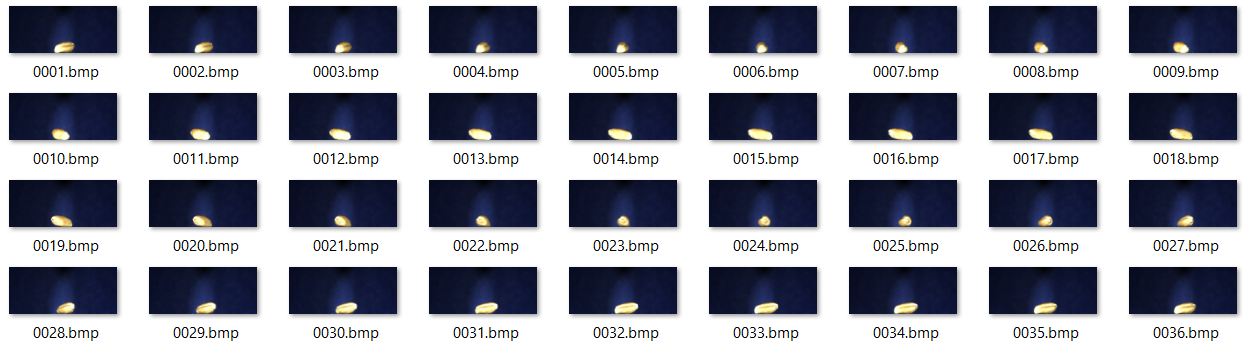 0001.bmp 0002.bmp 0003.bmp 0004.bmp 0005.bmp 0006.bmp 0007.bmp 0008.bmp 0009.bmp
0010.bmp 0011.bmp 0012.bmp 0013.bmp 0014.bmp 0015.bmp 0016.bmp 0017.bmp 0018.bmp
0019.bmp 0020.bmp 0021.bmp 0022.bmp 0023.bmp 0024.bmp 0025.bmp 0026.bmp 0027.bmp
0028.bmp 0029.bmp 0030.bmp 0031.bmp 0032.bmp 0033.bmp 0034.bmp 0035.bmp 0036.bmp